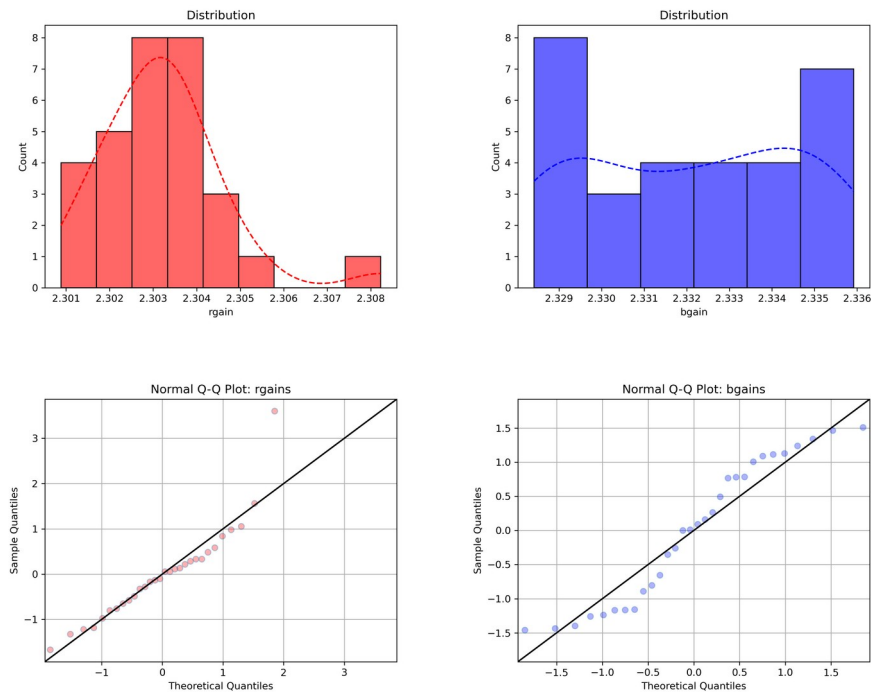 Distribution
8
7
6
5
4
3
2
1
0
Count
2.301 2.302 2.303 2.304 2.305 2.306 2.307 2.308
rgain
Distribution
8
7
6
5
4
3
2
1
0
Count
2.329 2.330 2.331 2.332 2.333 2.334 2.335 2.336
bgain
Normal Q-Q Plot: rgains
3
2
1
0
−1
Sample Quantiles
−1 0 1 2 3
Theoretical Quantiles
Normal Q-Q Plot: bgains
1.5
1.0
0.5
0.0
−0.5
−1.0
−1.5
Sample Quantiles
−1.5 −1.0 −0.5 0.0 0.5 1.0 1.5
Theoretical Quantiles